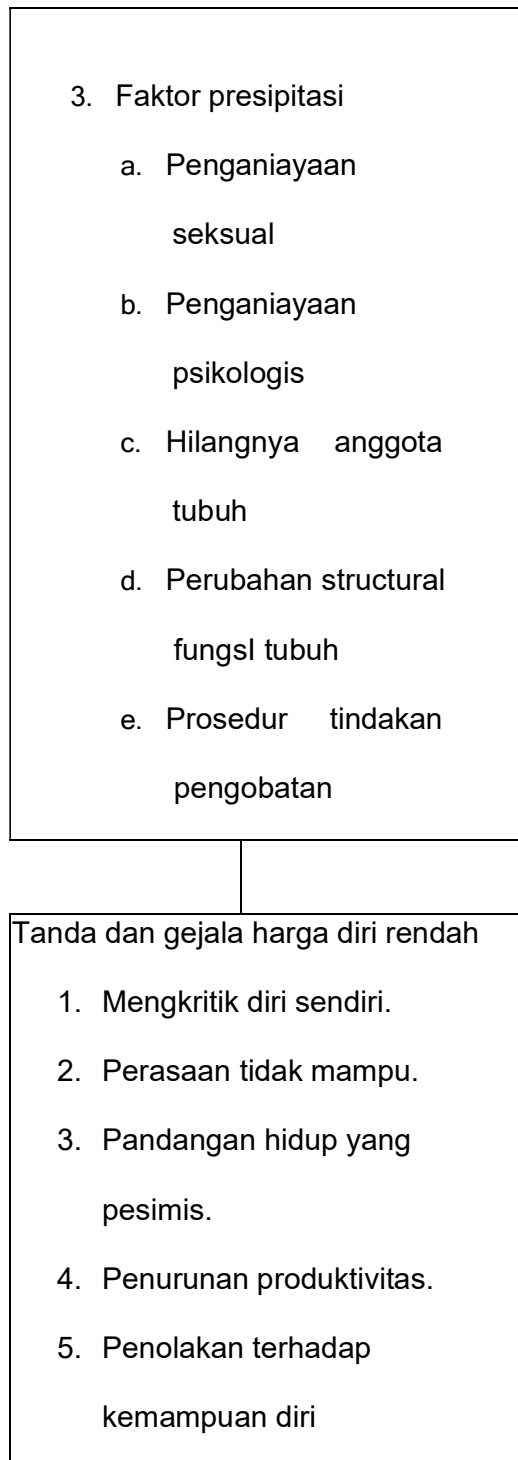 3. Faktor presipitasi
a. Penganiayaan
seksual
b. Penganiayaan
psikologis
c. Hilangnya anggota
tubuh
d. Perubahan structural
fungsI tubuh
e. Prosedur tindakan
pengobatan
Tanda dan gejala harga diri rendah
1. Mengkritik diri sendiri.
2. Perasaan tidak mampu.
3. Pandangan hidup yang
pesimis.
4. Penurunan produktivitas.
5. Penolakan terhadap
kemampuan diri